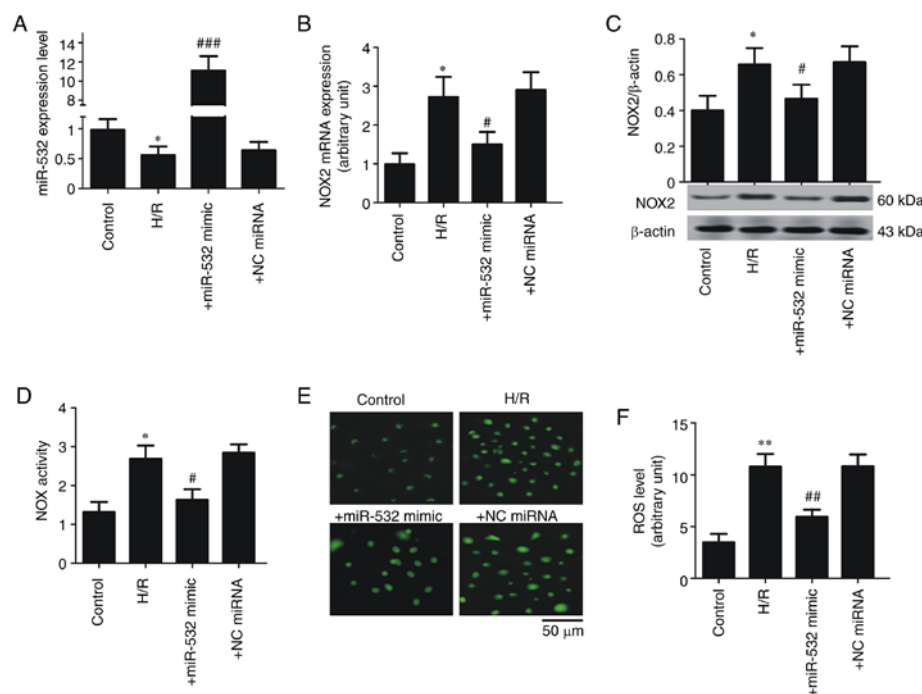 A
miR-532 expression level
14
12
10
8
1
0.5
0
*
###
Control
H/R
+miR-532 mimic
+NC miRNA
B
NOX2 mRNA expression
(arbitrary unit)
4
3
2
1
0
*
#
Control
H/R
+miR-532 mimic
+NC miRNA
C
NOX2/β-actin
0.8
0.6
0.4
0.2
0
*
#
NOX2
60 kDa
β-actin
43 kDa
Control
H/R
+miR-532 mimic
+NC miRNA
D
NOX activity
4
3
2
1
0
*
#
Control
H/R
+miR-532 mimic
+NC miRNA
E
Control
H/R
+miR-532 mimic
+NC miRNA
50 μm
F
ROS level
(arbitrary unit)
15
10
5
0
**
##
Control
H/R
+miR-532 mimic
+NC miRNA